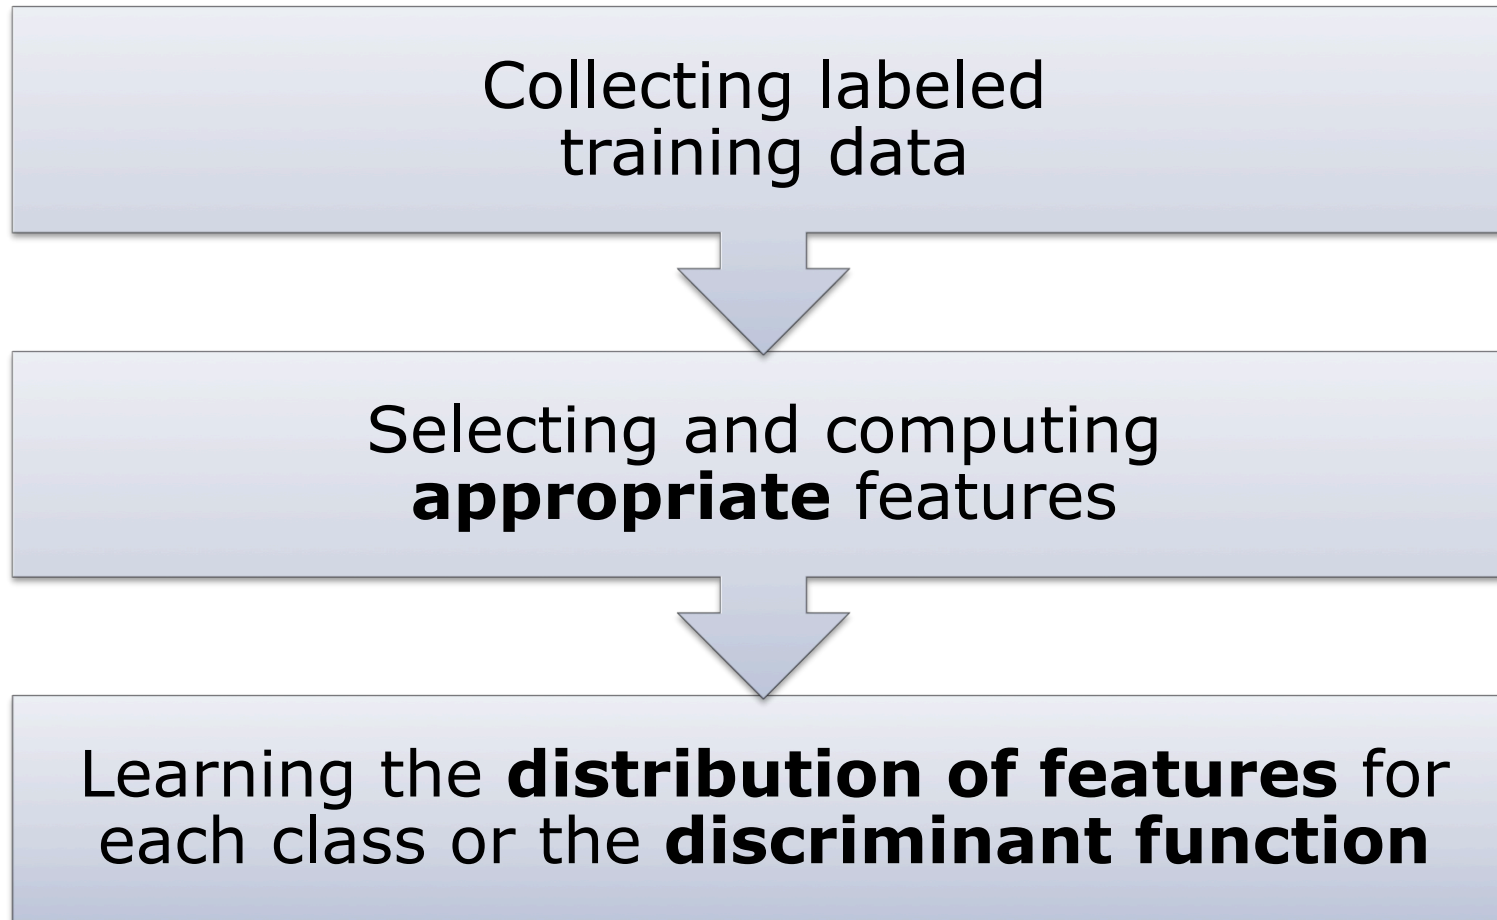 Collecting labeled
training data
Selecting and computing
appropriate features
Learning the distribution of features for
each class or the discriminant function